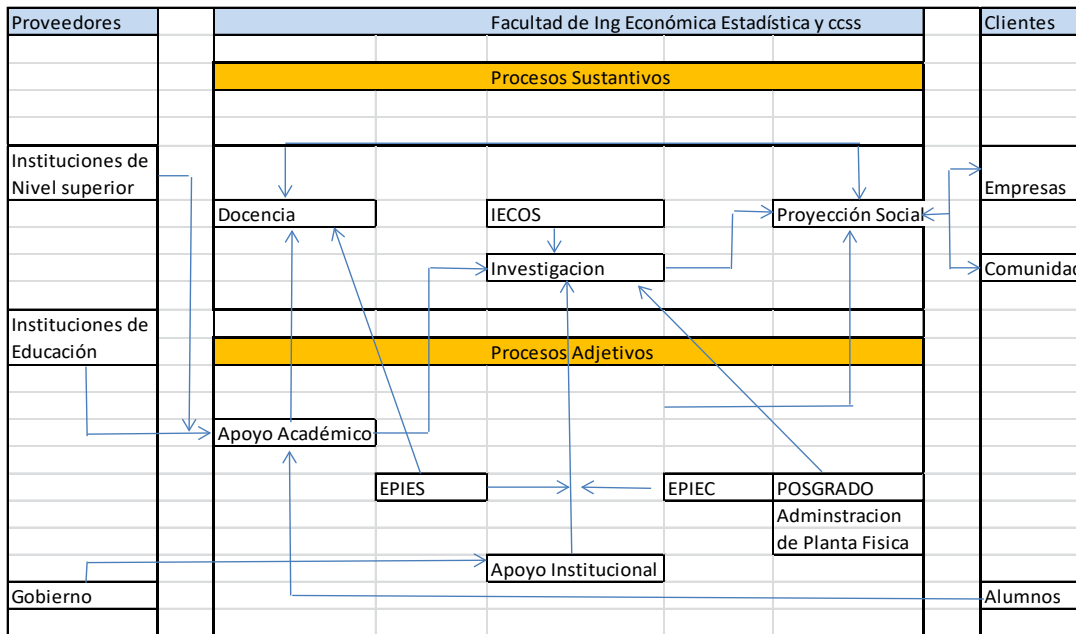 Proveedores
Facultad de Ing Económica Estadística y ccss
Clientes
Procesos Sustantivos
Instituciones de
Nivel superior
Empresas
Docencia
IECOS
Proyección Social
Investigacion
Comunidad
Instituciones de
Educación
Procesos Adjetivos
Apoyo Académico
EPIES
EPIEC
POSGRADO
Adminstracion
de Planta Fisica
Apoyo Institucional
Gobierno
Alumnos